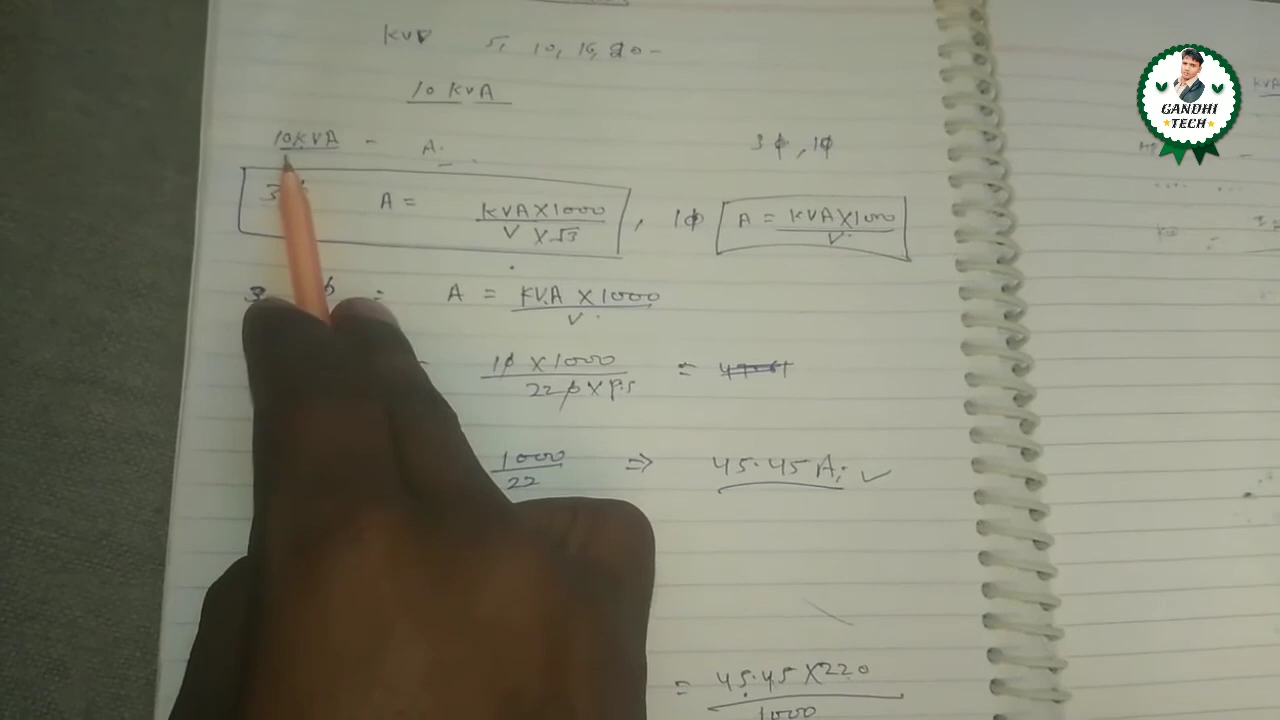 KVA 5, 10, 15, 20 -
10 KVA
10KVA - A.
3ϕ, 1ϕ
A = KVA X 1000
V X √3
, 1ϕ A = KVA X 1000
V
A = KVA X 1000
V
10 X 1000
220 X
=
1000
22
⇒ 45.45 A. ✓
= 45.45 X 220
1000
GANDHI
TECH
KVA